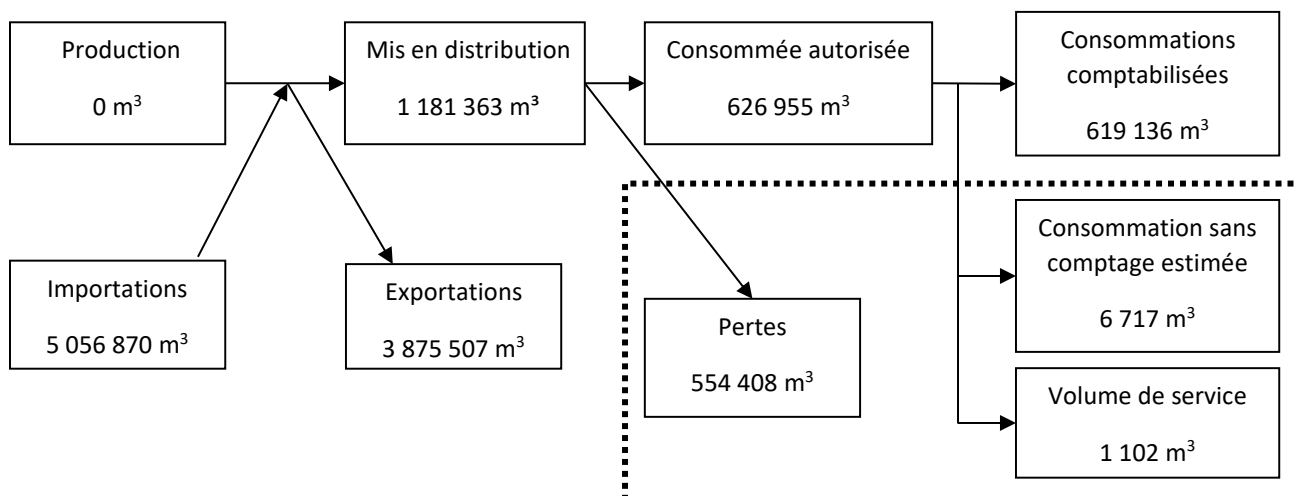 Production
0 m³
Mis en distribution
1 181 363 m³
Consommée autorisée
626 955 m³
Consommations
comptabilisées
619 136 m³
Importations
5 056 870 m³
Exportations
3 875 507 m³
Pertes
554 408 m³
Consommation sans
comptage estimée
6 717 m³
Volume de service
1 102 m³